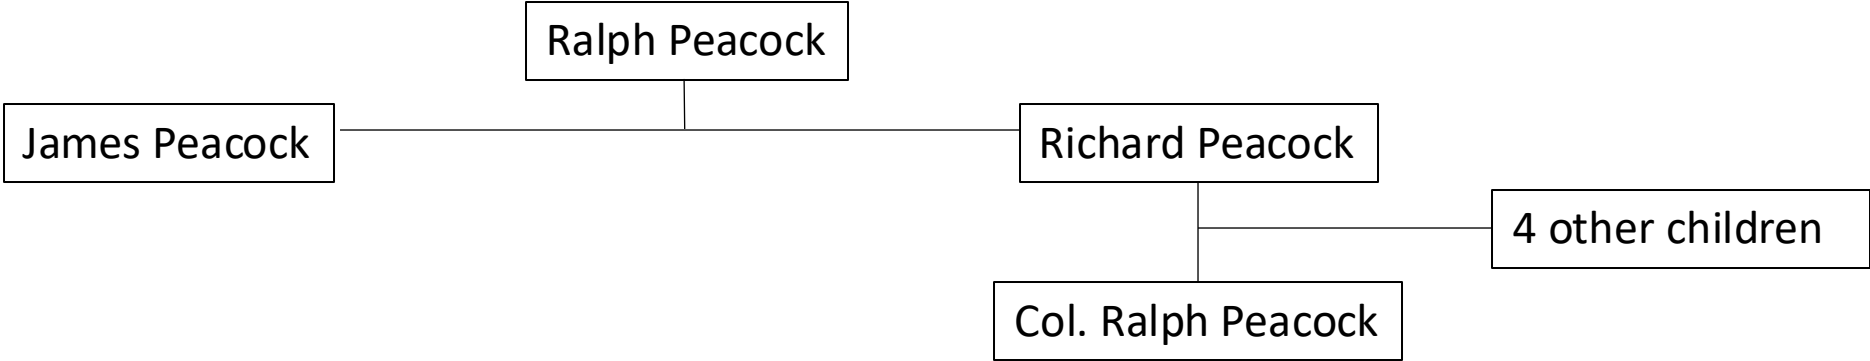 Ralph Peacock
James Peacock
Richard Peacock
4 other children
Col. Ralph Peacock